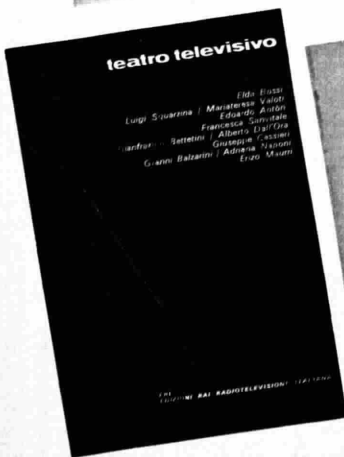 teatro televisivo
Elda Bossi
Luigi Squarzina / Mariateresa Valoti
Edoardo Antòn
Francesca Sanvitale
Gianfranco Bettetini / Alberto Dall'Ora
Giuseppe Cassieri
Gianni Balzarini / Adriana Naponi
Enzo Maurri
ERI
EDIZIONI RAI RADIOTELEVISIONE ITALIANA